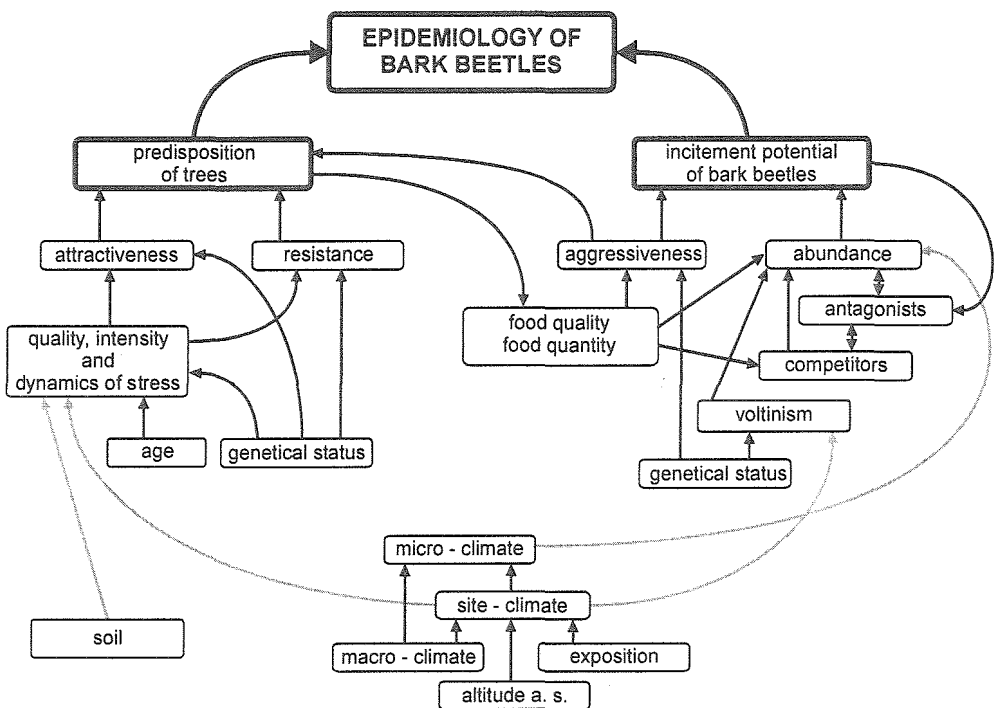 EPIDEMIOLOGY OF
BARK BEETLES
predisposition
of trees
incitement potential
of bark beetles
attractiveness
resistance
aggressiveness
abundance
antagonists
food quality
food quantity
quality, intensity
and
dynamics of stress
competitors
voltinism
age
genetical status
genetical status
micro - climate
site - climate
soil
macro - climate
exposition
altitude a. s.